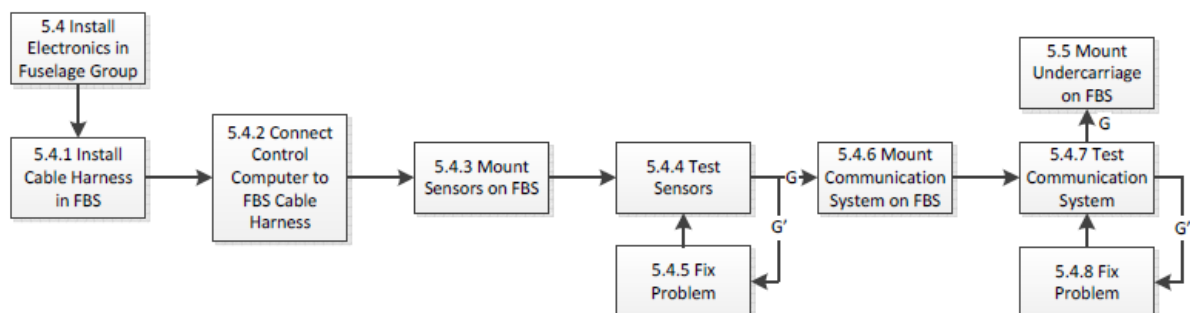 5.4 Install
Electronics in
Fuselage Group
5.4.1 Install
Cable Harness
in FBS
5.4.2 Connect
Control
Computer to
FBS Cable
Harness
5.4.3 Mount
Sensors on FBS
5.4.4 Test
Sensors
G
G'
5.4.5 Fix
Problem
5.4.6 Mount
Communication
System on FBS
5.4.7 Test
Communication
System
G
G'
5.4.8 Fix
Problem
5.5 Mount
Undercarriage
on FBS